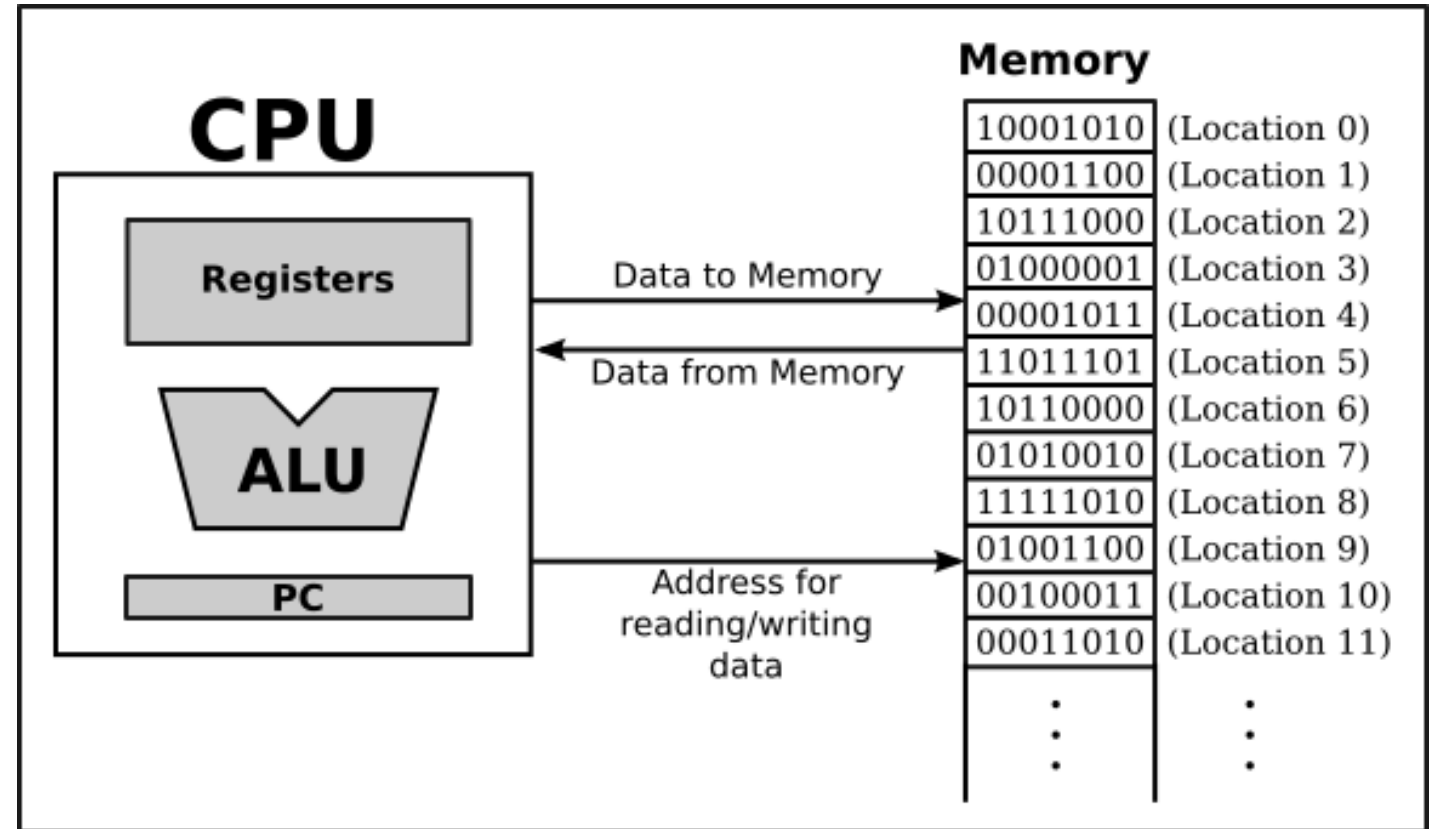 CPU
Registers
ALU
PC
Data to Memory
Data from Memory
Address for
reading/writing
data
Memory
10001010 (Location 0)
00001100 (Location 1)
10111000 (Location 2)
01000001 (Location 3)
00001011 (Location 4)
11011101 (Location 5)
10110000 (Location 6)
01010010 (Location 7)
11111010 (Location 8)
01001100 (Location 9)
00100011 (Location 10)
00011010 (Location 11)